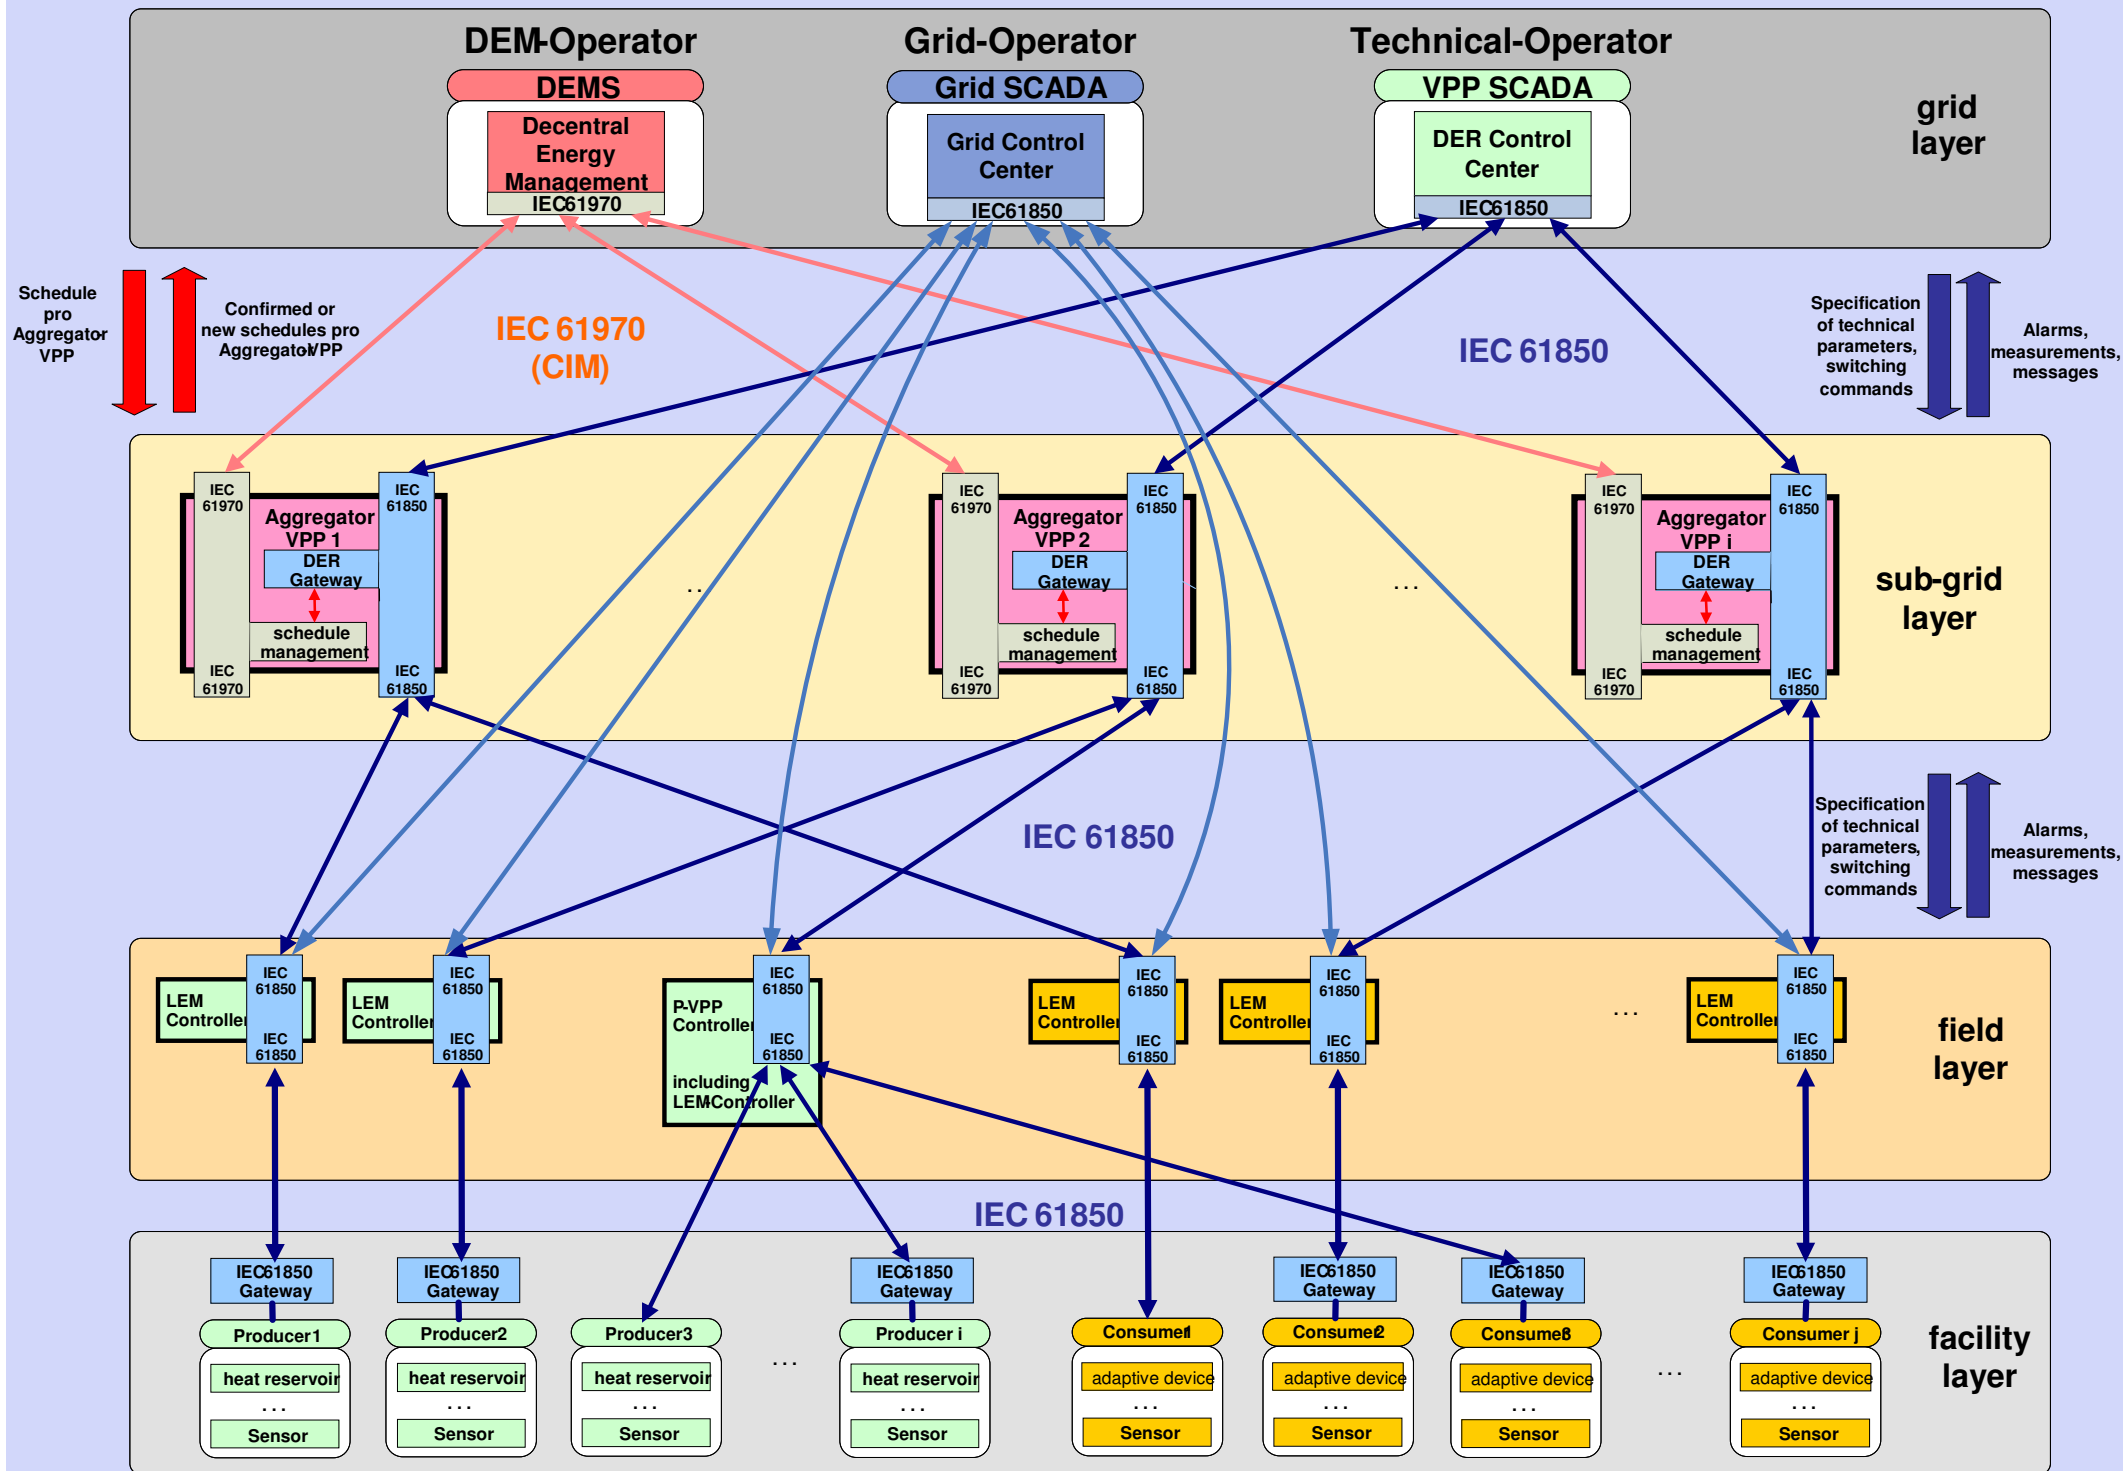 DEM-Operator
Grid-Operator
Technical-Operator
DEMS
Grid SCADA
VPP SCADA
Decentral
Energy
Management
IEC61970
Grid Control
Center
IEC61850
DER Control
Center
IEC61850
grid
layer
Schedule
pro
Aggregator-
VPP
Confirmed or
new schedules pro
Aggregator-VPP
IEC 61970
(CIM)
IEC 61850
Specification
of technical
parameters,
switching
commands
Alarms,
measurements,
messages
IEC
61970
IEC
61850
Aggregator
VPP 1
DER
Gateway
schedule
management
IEC
61970
IEC
61850
. .
IEC
61970
IEC
61850
Aggregator
VPP 2
DER
Gateway
schedule
management
IEC
61970
IEC
61850
...
IEC
61970
IEC
61850
Aggregator
VPP i
DER
Gateway
schedule
management
IEC
61970
IEC
61850
sub-grid
layer
IEC 61850
Specification
of technical
parameters,
switching
commands
Alarms,
measurements,
messages
LEM
Controller
IEC
61850
IEC
61850
LEM
Controller
IEC
61850
IEC
61850
P-VPP
Controller
including
LEM-Controller
IEC
61850
IEC
61850
LEM
Controller
IEC
61850
IEC
61850
LEM
Controller
IEC
61850
IEC
61850
...
LEM
Controller
IEC
61850
IEC
61850
field
layer
IEC 61850
IEC61850
Gateway
IEC61850
Gateway
IEC61850
Gateway
IEC61850
Gateway
IEC61850
Gateway
IEC61850
Gateway
Producer1
heat reservoir
...
Sensor
Producer2
heat reservoir
...
Sensor
Producer3
heat reservoir
...
Sensor
...
Producer i
heat reservoir
...
Sensor
Consumer1
adaptive device
...
Sensor
Consumer2
adaptive device
...
Sensor
Consumer3
adaptive device
...
Sensor
...
Consumer j
adaptive device
...
Sensor
facility
layer